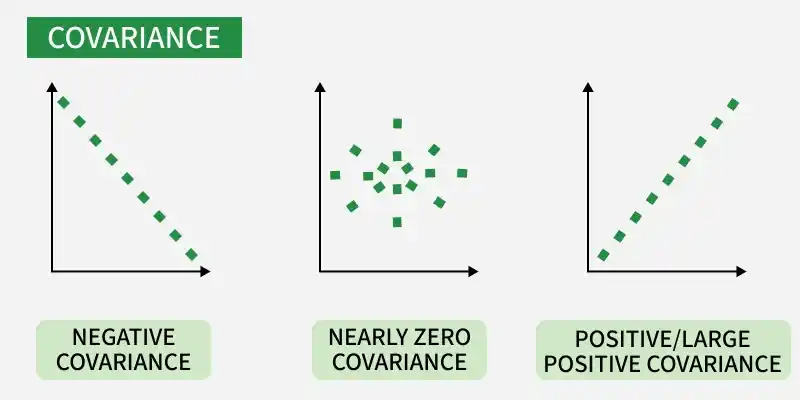 COVARIANCE
NEGATIVE
COVARIANCE
NEARLY ZERO
COVARIANCE
POSITIVE/LARGE
POSITIVE COVARIANCE